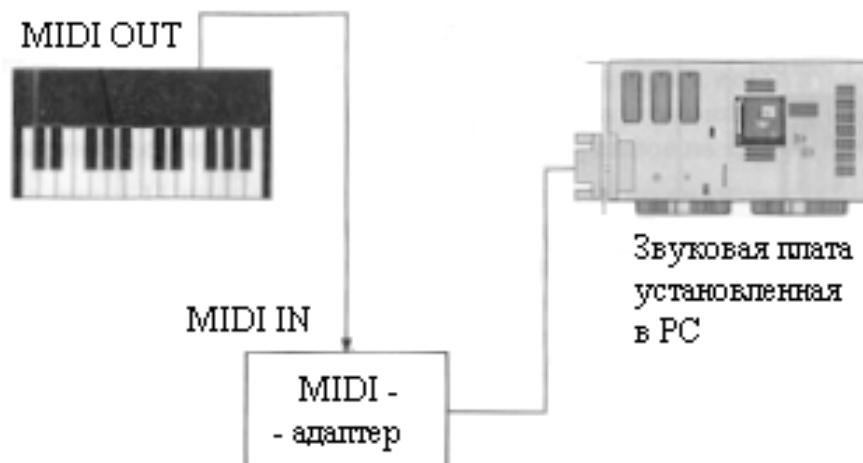 MIDI OUT
Звуковая плата
установленная
в PC
MIDI IN
MIDI -
- адаптер